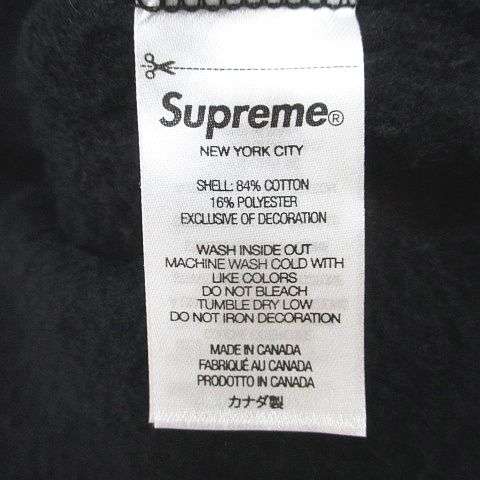 Supreme®
NEW YORK CITY
SHELL: 84% COTTON
16% POLYESTER
EXCLUSIVE OF DECORATION
WASH INSIDE OUT
MACHINE WASH COLD WITH
LIKE COLORS
DO NOT BLEACH
TUMBLE DRY LOW
DO NOT IRON DECORATION
MADE IN CANADA
FABRIQUÉ AU CANADA
PRODOTTO IN CANADA
カナダ製